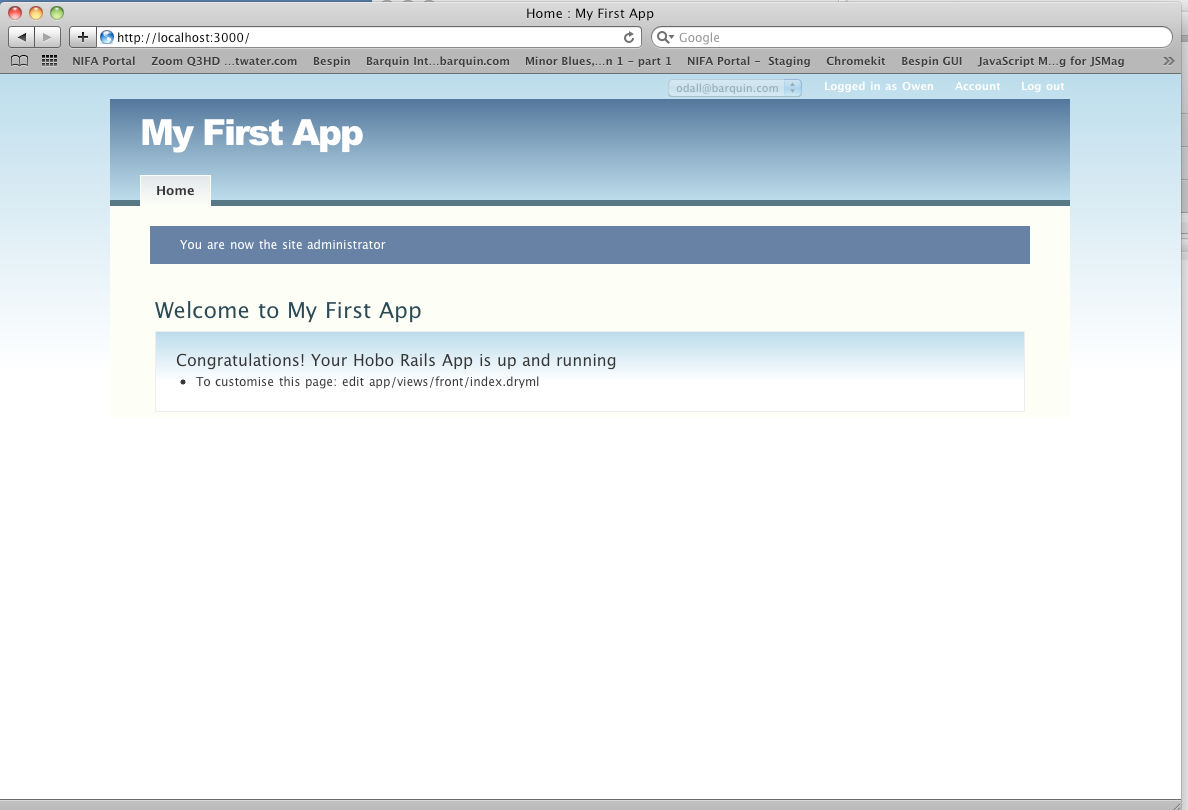 Home : My First App
http://localhost:3000/
Google
NIFA Portal Zoom Q3HD ...twater.com Bespin Barquin Int...barquin.com Minor Blues,...n 1 - part 1 NIFA Portal - Staging Chromekit Bespin GUI JavaScript M...g for JSMag »
odall@barquin.com Logged in as Owen Account Log out
My First App
Home
You are now the site administrator
Welcome to My First App
Congratulations! Your Hobo Rails App is up and running
• To customise this page: edit app/views/front/index.dryml